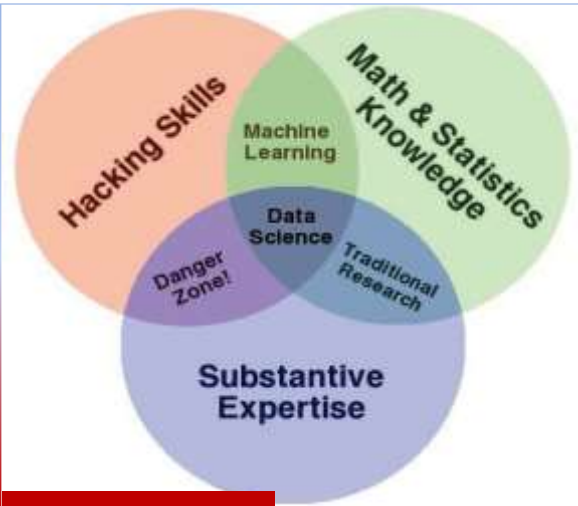 Hacking Skills
Math & Statistics
Knowledge
Machine
Learning
Data
Science
Danger
Zone!
Traditional
Research
Substantive
Expertise